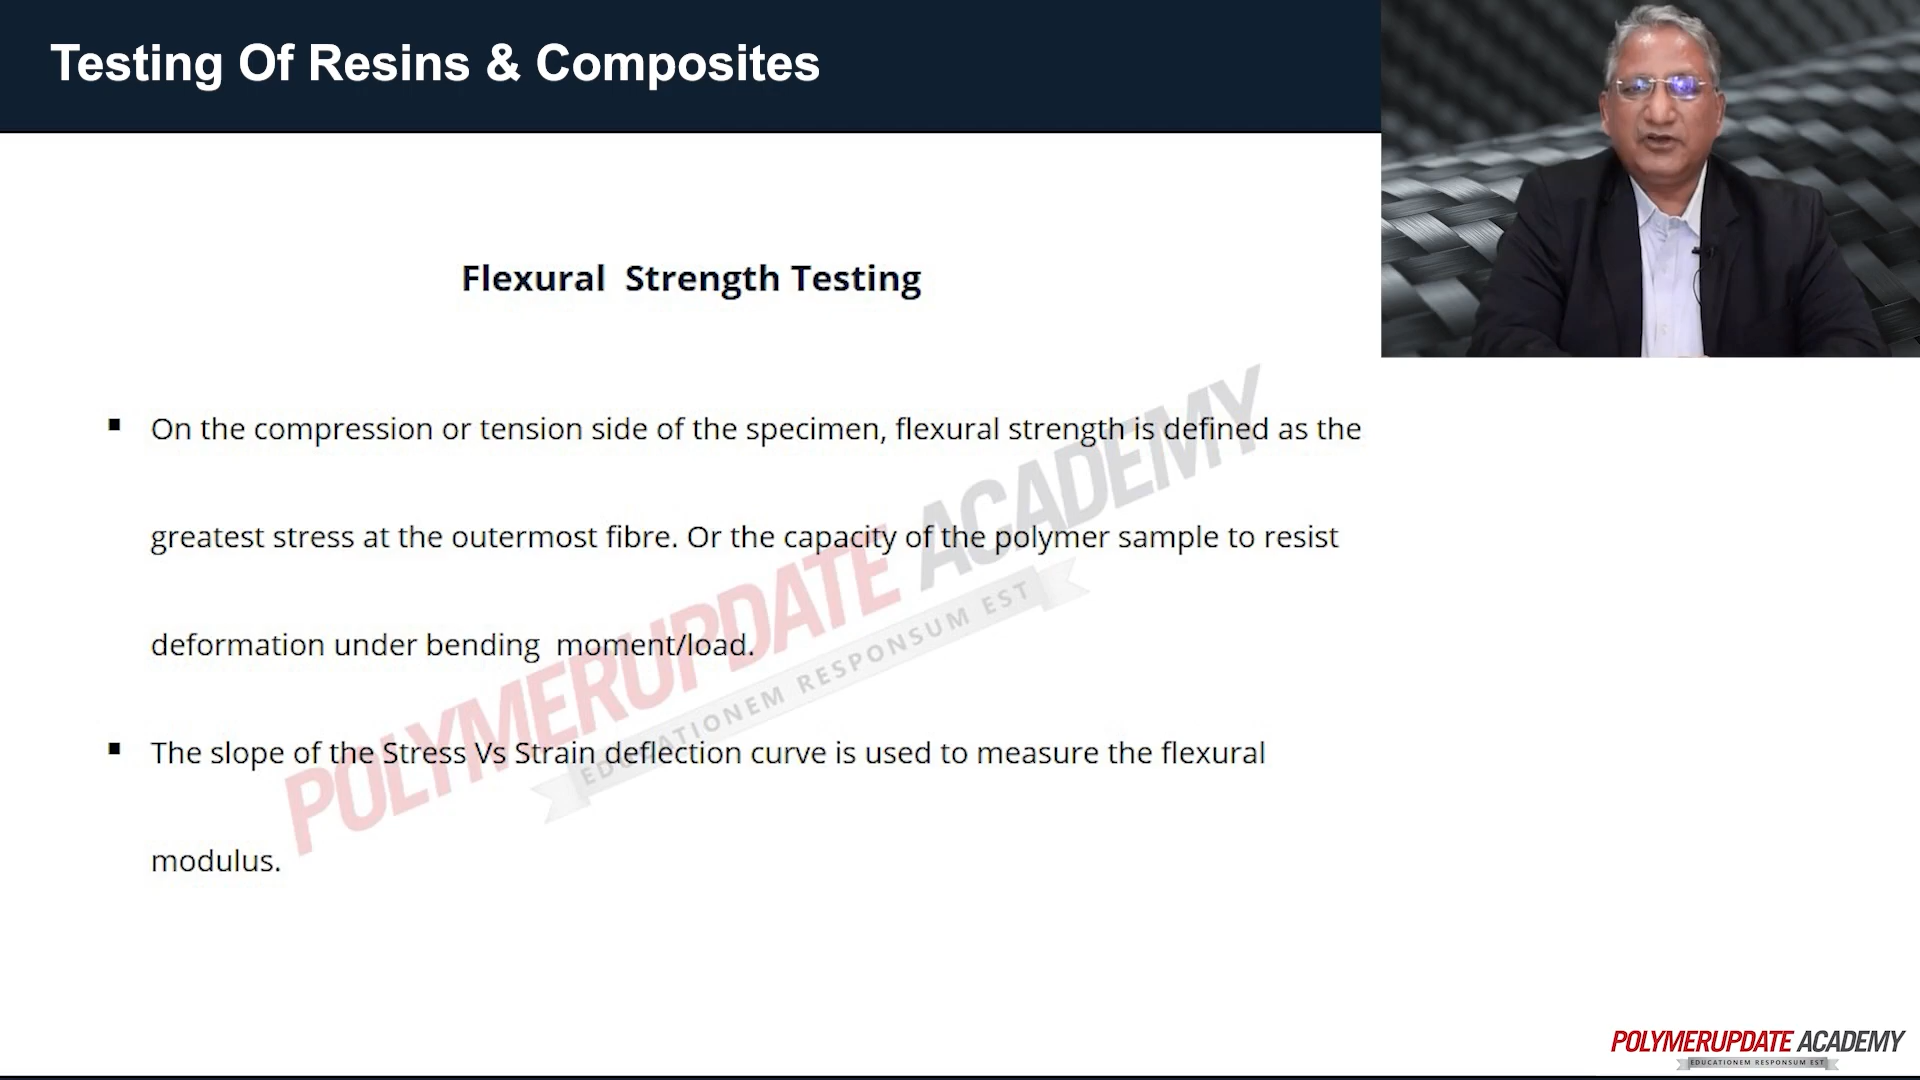 Testing Of Resins & Composites
Flexural Strength Testing
▪ On the compression or tension side of the specimen, flexural strength is defined as the
greatest stress at the outermost fibre. Or the capacity of the polymer sample to resist
deformation under bending moment/load.
▪ The slope of the Stress Vs Strain deflection curve is used to measure the flexural
modulus.
POLYMERUPDATE ACADEMY
EDUCATIONEM RESPONSUM EST
POLYMERUPDATE ACADEMY
EDUCATIONEM RESPONSUM EST